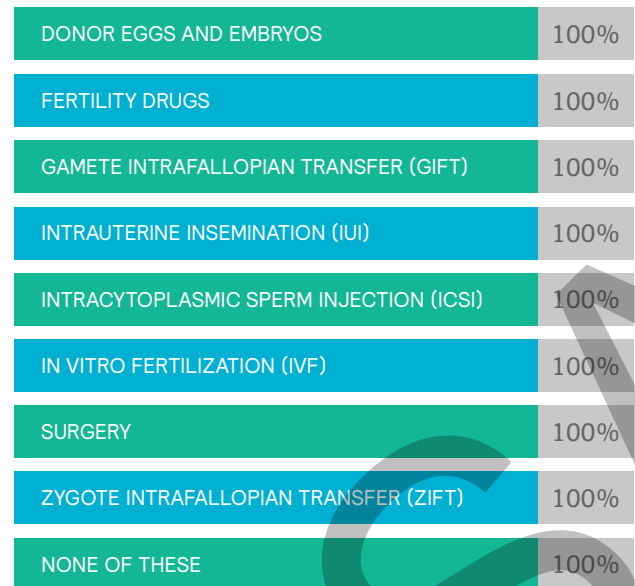 DONOR EGGS AND EMBRYOS 100%
FERTILITY DRUGS 100%
GAMETE INTRAFALLOPIAN TRANSFER (GIFT) 100%
INTRAUTERINE INSEMINATION (IUI) 100%
INTRACYTOPLASMIC SPERM INJECTION (ICSI) 100%
IN VITRO FERTILIZATION (IVF) 100%
SURGERY 100%
ZYGOTE INTRAFALLOPIAN TRANSFER (ZIFT) 100%
NONE OF THESE 100%